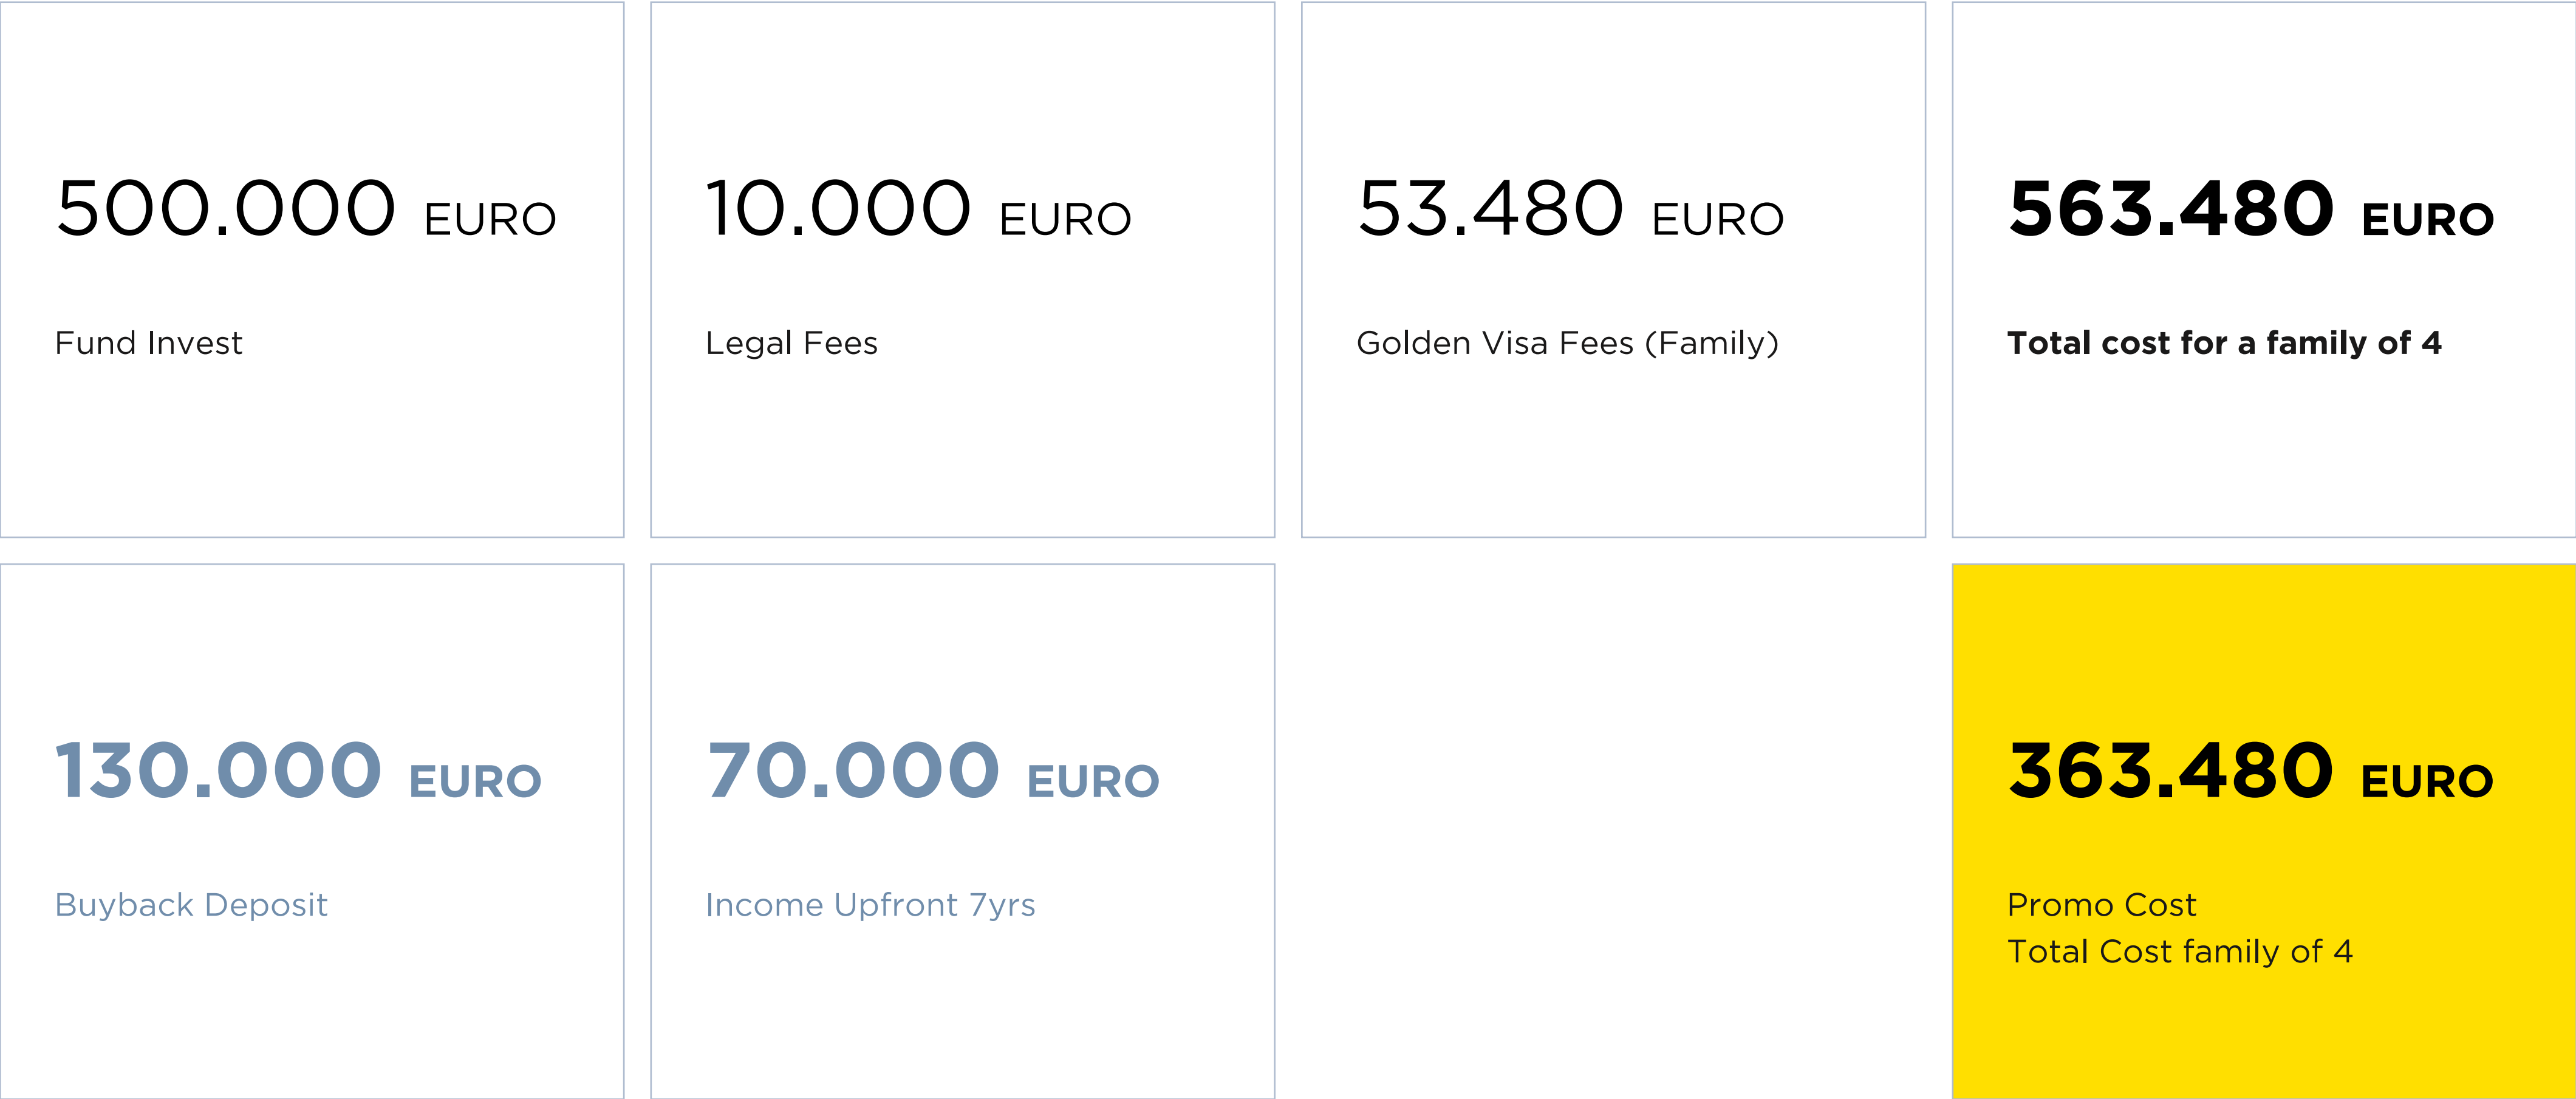 500.000 EURO
Fund Invest
10.000 EURO
Legal Fees
53.480 EURO
Golden Visa Fees (Family)
563.480 EURO
Total cost for a family of 4
130.000 EURO
Buyback Deposit
70.000 EURO
Income Upfront 7yrs
363.480 EURO
Promo Cost
Total Cost family of 4